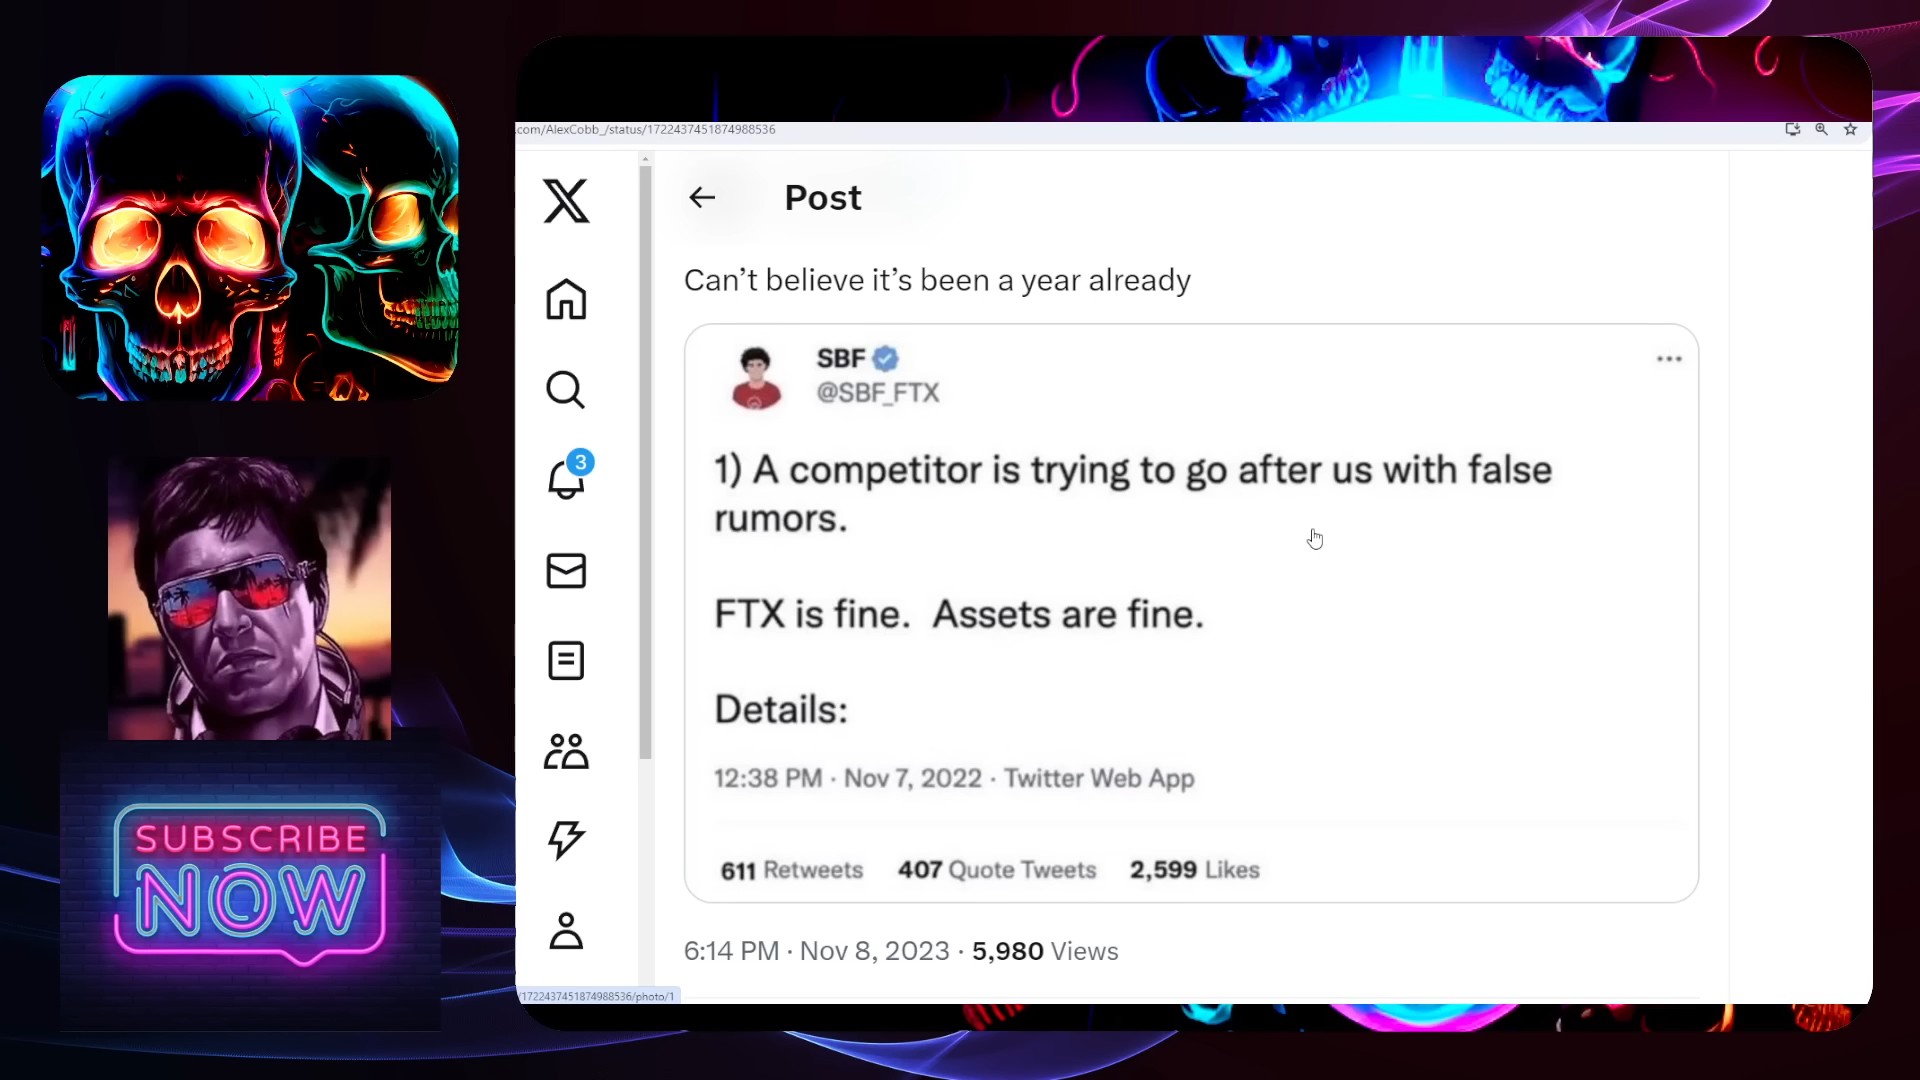 .com/AlexCobb_/status/1722437451874988536
Post
Can’t believe it’s been a year already
SBF
@SBF_FTX
1) A competitor is trying to go after us with false
rumors.
FTX is fine.  Assets are fine.
Details:
12:38 PM · Nov 7, 2022 · Twitter Web App
611 Retweets 407 Quote Tweets 2,599 Likes
6:14 PM · Nov 8, 2023 · 5,980 Views
/1722437451874988536/photo/1
3
SUBSCRIBE
NOW